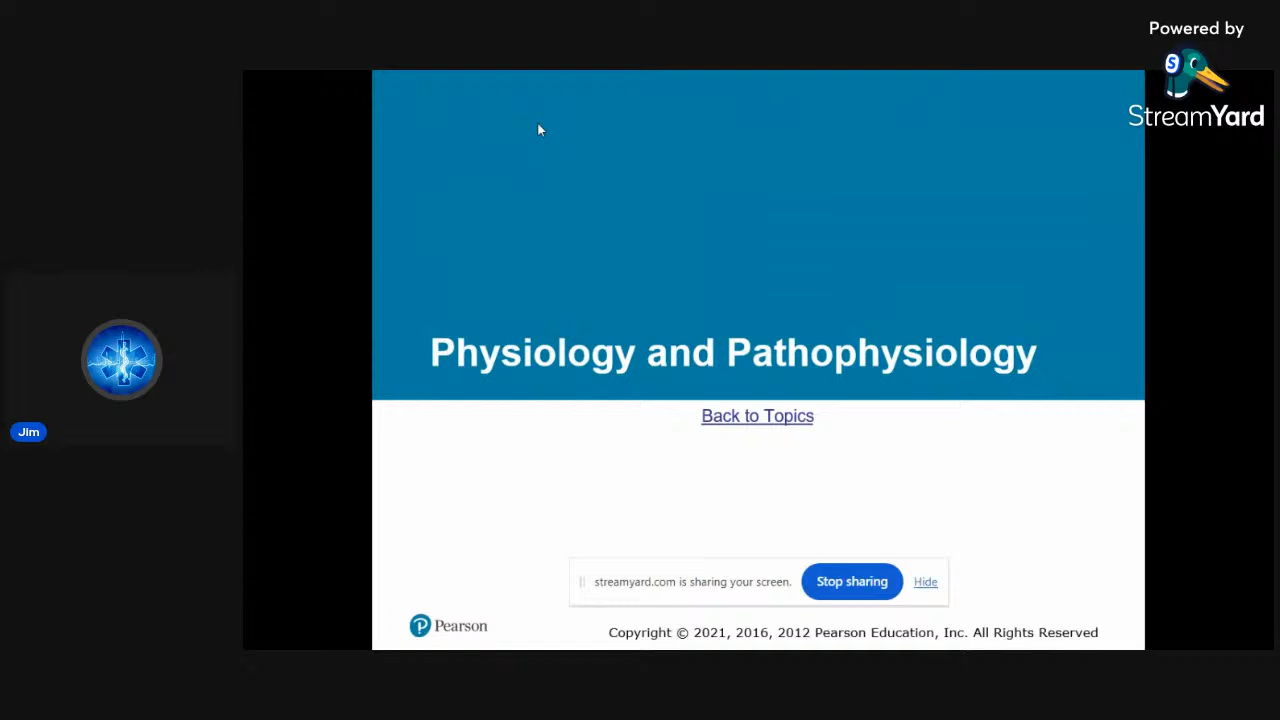 Powered by
S
StreamYard
Physiology and Pathophysiology
Back to Topics
Jim
streamyard.com is sharing your screen. Stop sharing Hide
P Pearson
Copyright © 2021, 2016, 2012 Pearson Education, Inc. All Rights Reserved